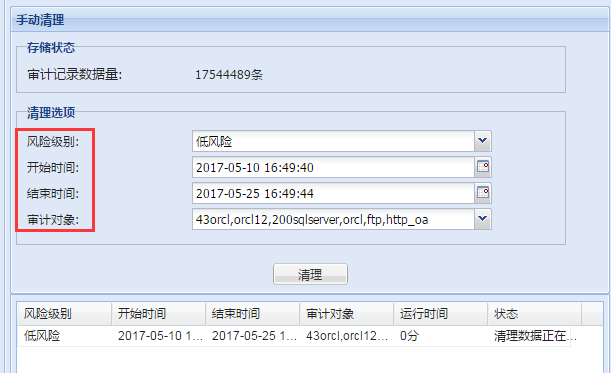 手动清理
存储状态
审计记录数据量: 17544489条
清理选项
风险级别: 低风险
开始时间: 2017-05-10 16:49:40
结束时间: 2017-05-25 16:49:44
审计对象: 43orcl,orcl12,200sqlserver,orcl,ftp,http_oa
清理
风险级别 开始时间 结束时间 审计对象 运行时间 状态
低风险 2017-05-10 1... 2017-05-25 1... 43orcl,orcl12... 0分 清理数据正在...